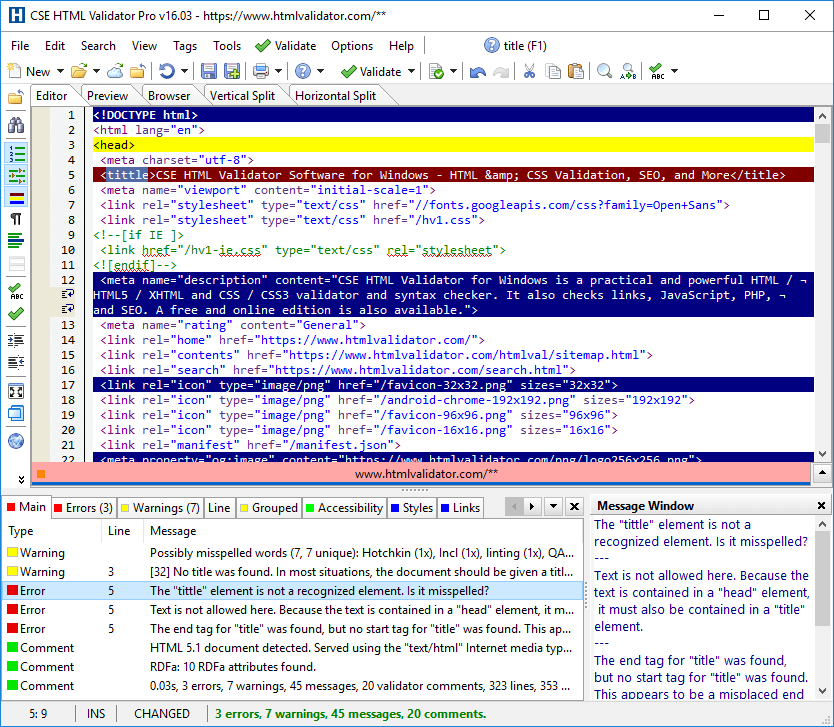 CSE HTML Validator Pro v16.03 - https://www.htmlvalidator.com/**
File Edit Search View Tags Tools Validate Options Help title (F1)
New Validate
ABC
Editor Preview Browser Vertical Split Horizontal Split
1 <!DOCTYPE html>
2 <html lang="en">
3 <head>
4 <meta charset="utf-8">
5 <tittle>CSE HTML Validator Software for Windows - HTML &amp; CSS Validation, SEO, and More</title>
6 <meta name="viewport" content="initial-scale=1">
7 <link rel="stylesheet" type="text/css" href="//fonts.googleapis.com/css?family=Open+Sans">
8 <link rel="stylesheet" type="text/css" href="/hv1.css">
9 <!--[if IE ]>
10 <link href="/hv1-ie.css" type="text/css" rel="stylesheet">
11 <![endif]-->
12 <meta name="description" content="CSE HTML Validator for Windows is a practical and powerful HTML / ¬
HTML5 / XHTML and CSS / CSS3 validator and syntax checker. It also checks links, JavaScript, PHP, ¬
and SEO. A free and online edition is also available.">
13 <meta name="rating" content="General">
14 <link rel="home" href="https://www.htmlvalidator.com/">
15 <link rel="contents" href="https://www.htmlvalidator.com/htmlval/sitemap.html">
16 <link rel="search" href="https://www.htmlvalidator.com/search.html">
17 <link rel="icon" type="image/png" href="/favicon-32x32.png" sizes="32x32">
18 <link rel="icon" type="image/png" href="/android-chrome-192x192.png" sizes="192x192">
19 <link rel="icon" type="image/png" href="/favicon-96x96.png" sizes="96x96">
20 <link rel="icon" type="image/png" href="/favicon-16x16.png" sizes="16x16">
21 <link rel="manifest" href="/manifest.json">
22 <meta property="og:image" content="https://www.htmlvalidator.com/png/logo256x256.png">
www.htmlvalidator.com/**
Main Errors (3) Warnings (7) Line Grouped Accessibility Styles Links
Type Line Message
Warning Possibly misspelled words (7, 7 unique): Hotchkin (1x), Incl (1x), linting (1x), QA...
Warning 3 [32] No title was found. In most situations, the document should be given a titl...
Error 5 The "tittle" element is not a recognized element. Is it misspelled?
Error 5 Text is not allowed here. Because the text is contained in a "head" element, it m...
Error 5 The end tag for "title" was found, but no start tag for "title" was found. This ap...
Comment HTML 5.1 document detected. Served using the "text/html" Internet media typ...
Comment RDFa: 10 RDFa attributes found.
Comment 0.03s, 3 errors, 7 warnings, 45 messages, 20 validator comments, 323 lines, 353 ...
Message Window
The "tittle" element is not a
recognized element. Is it misspelled?
---
Text is not allowed here. Because the
text is contained in a "head" element,
it must also be contained in a "title"
element.
---
The end tag for "title" was found,
but no start tag for "title" was found.
This appears to be a misplaced end
5: 9 INS CHANGED 3 errors, 7 warnings, 45 messages, 20 comments.